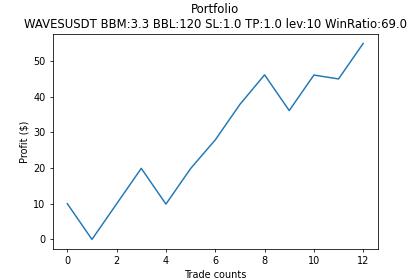 Portfolio
WAVESUSDT BBM:3.3 BBL:120 SL:1.0 TP:1.0 lev:10 WinRatio:69.0
50
40
30
20
10
0
Profit ($)
0 2 4 6 8 10 12
Trade counts